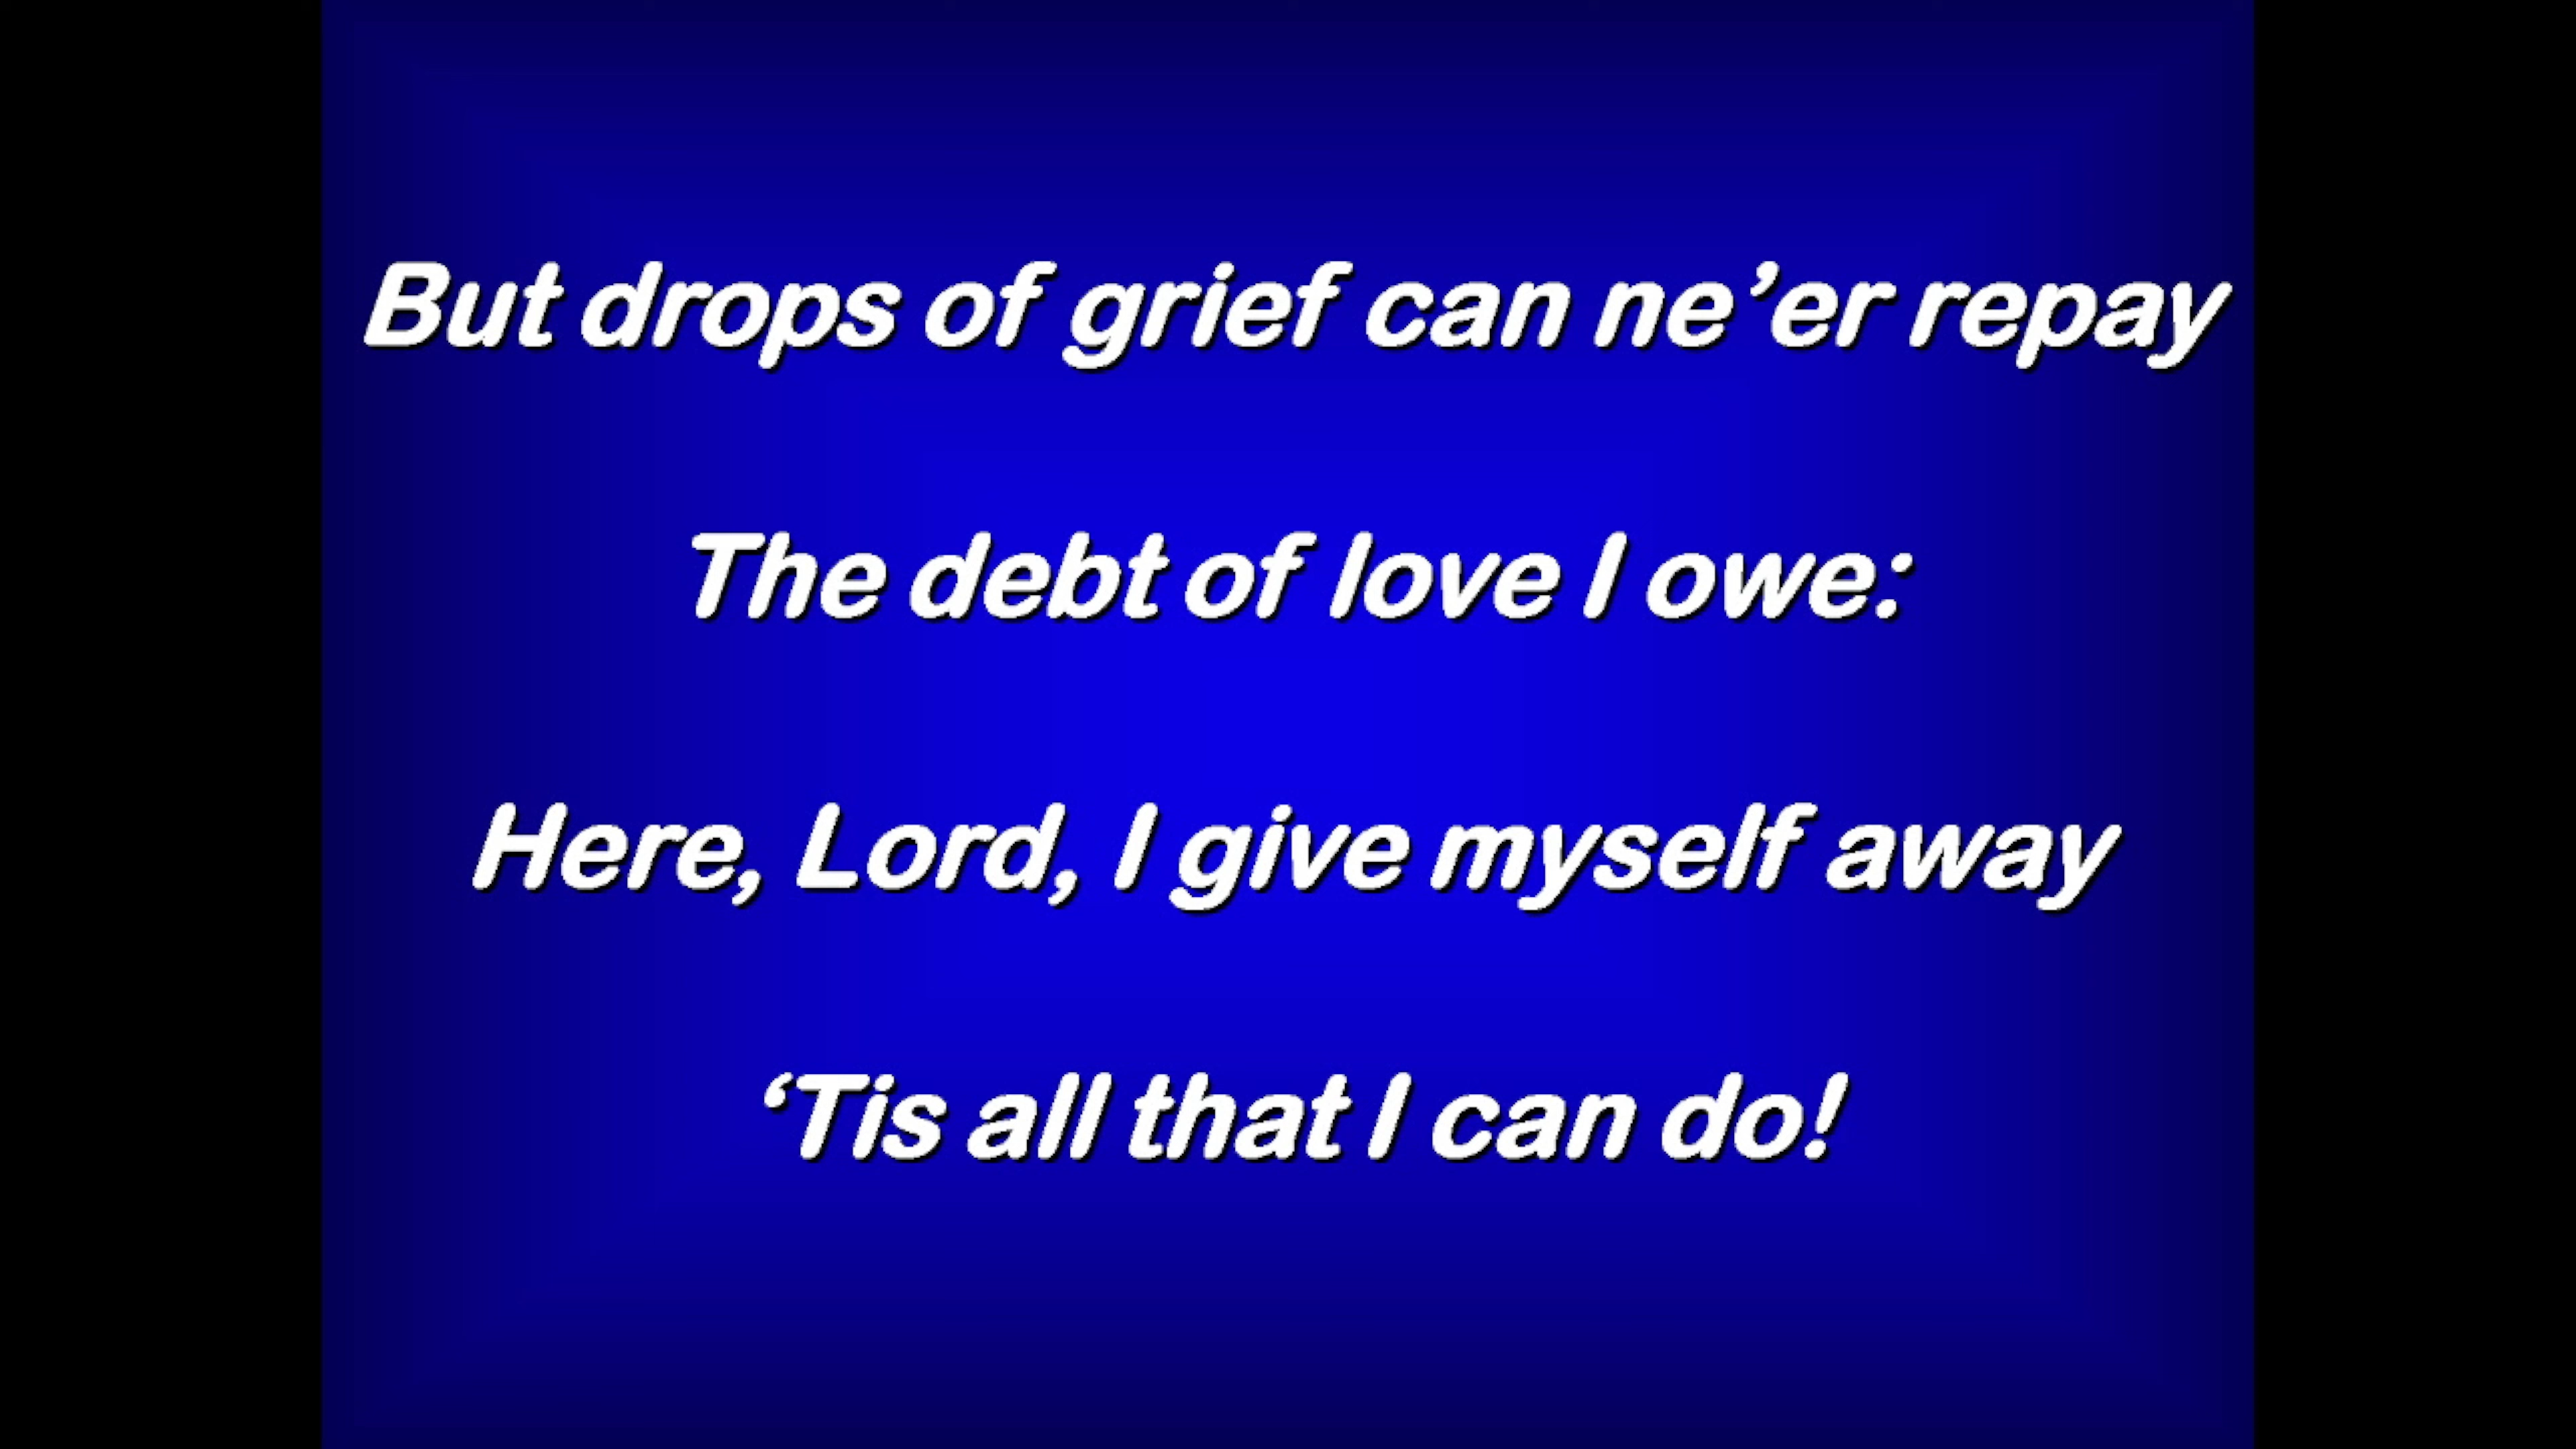 But drops of grief can ne’er repay
The debt of love I owe:
Here, Lord, I give myself away
‘Tis all that I can do!